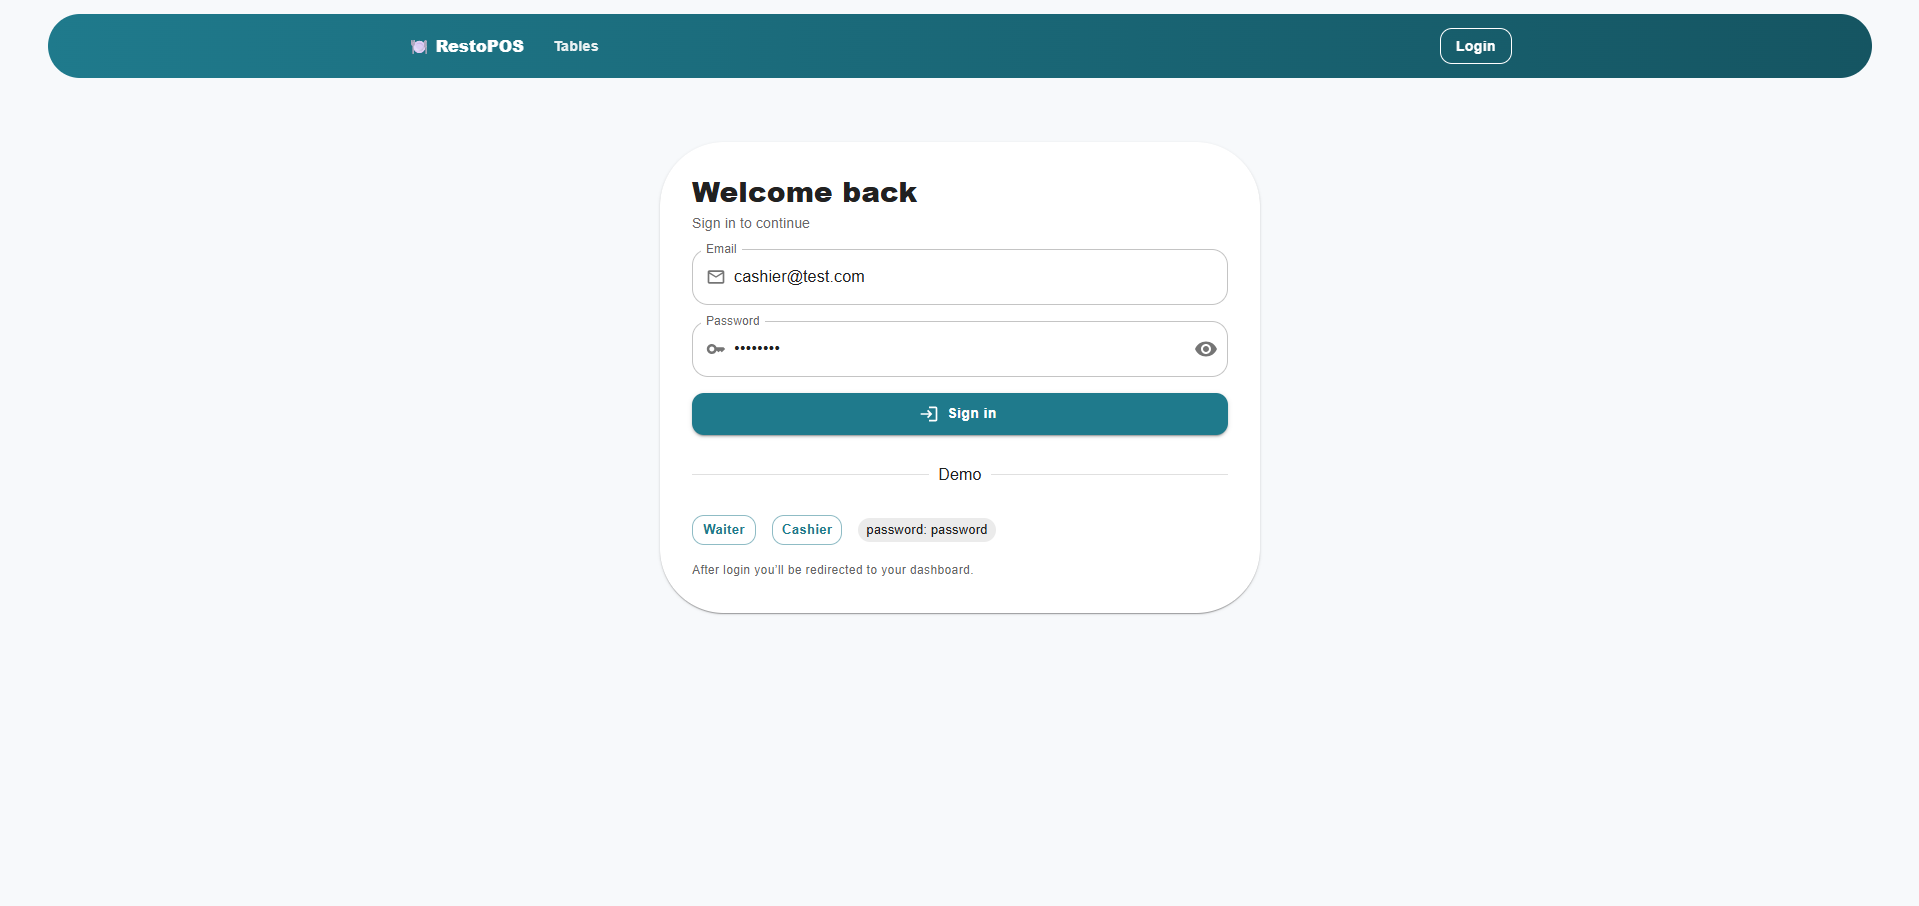 RestoPOS Tables Login
Welcome back
Sign in to continue
Email
cashier@test.com
Password
••••••••
Sign in
Demo
Waiter Cashier password: password
After login you’ll be redirected to your dashboard.